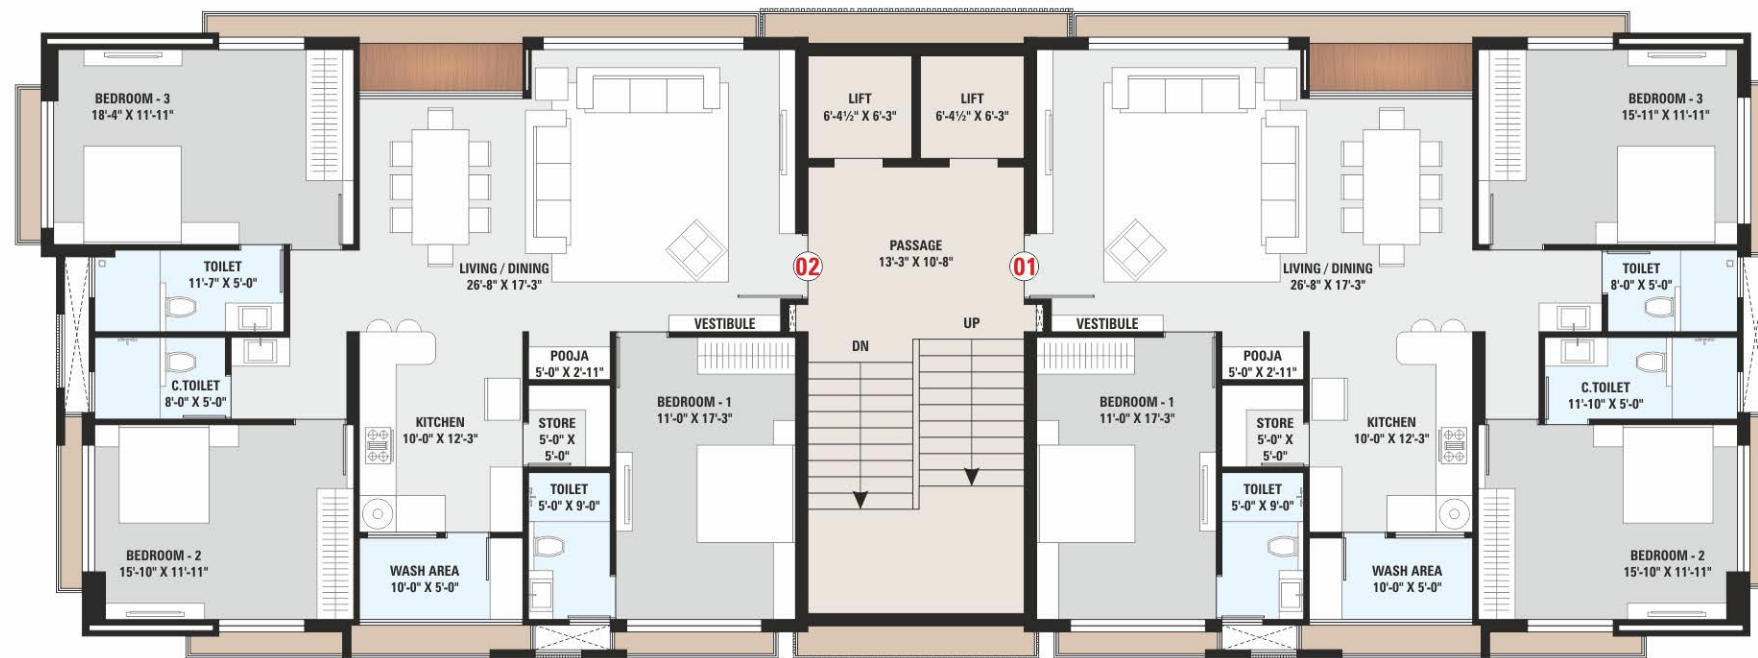 BEDROOM - 3
18'-4" X 11'-11"
LIFT
6'-4½" X 6'-3"
LIFT
6'-4½" X 6'-3"
BEDROOM - 3
15'-11" X 11'-11"
TOILET
11'-7" X 5'-0"
LIVING / DINING
26'-8" X 17'-3"
02
PASSAGE
13'-3" X 10'-8"
01
LIVING / DINING
26'-8" X 17'-3"
TOILET
8'-0" X 5'-0"
VESTIBULE
UP
VESTIBULE
DN
C.TOILET
8'-0" X 5'-0"
POOJA
5'-0" X 2'-11"
POOJA
5'-0" X 2'-11"
C.TOILET
11'-10" X 5'-0"
KITCHEN
10'-0" X 12'-3"
STORE
5'-0" X
5'-0"
BEDROOM - 1
11'-0" X 17'-3"
BEDROOM - 1
11'-0" X 17'-3"
STORE
5'-0" X
5'-0"
KITCHEN
10'-0" X 12'-3"
TOILET
5'-0" X 9'-0"
TOILET
5'-0" X 9'-0"
BEDROOM - 2
15'-10" X 11'-11"
WASH AREA
10'-0" X 5'-0"
WASH AREA
10'-0" X 5'-0"
BEDROOM - 2
15'-10" X 11'-11"